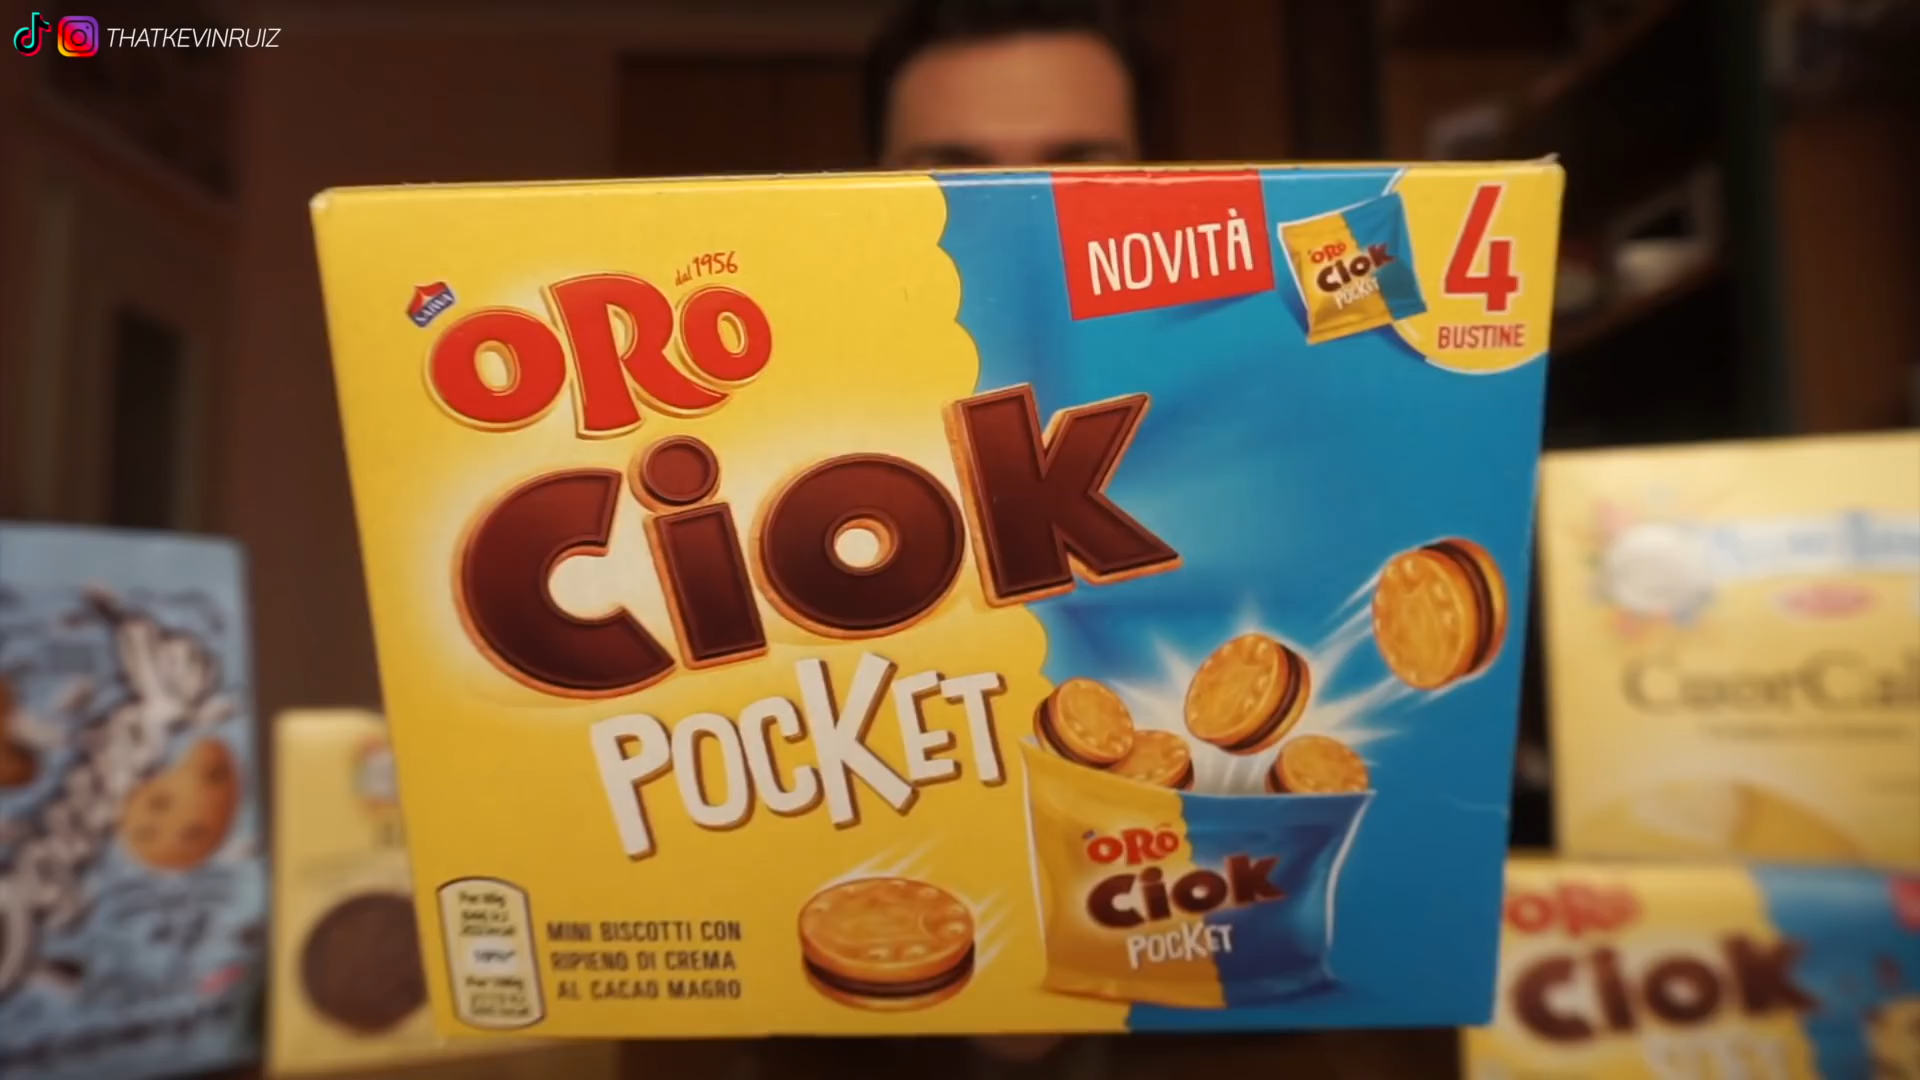 THATKEVINRUIZ
NOVITÀ
4
BUSTINE
ORO
CIOK
POCKET
SAIWA
dal 1956
ORO
CIOK
POCKET
MINI BISCOTTI CON
RIPIENO DI CREMA
AL CACAO MAGRO
ORO
CIOK
POCKET
ORO
CIOK